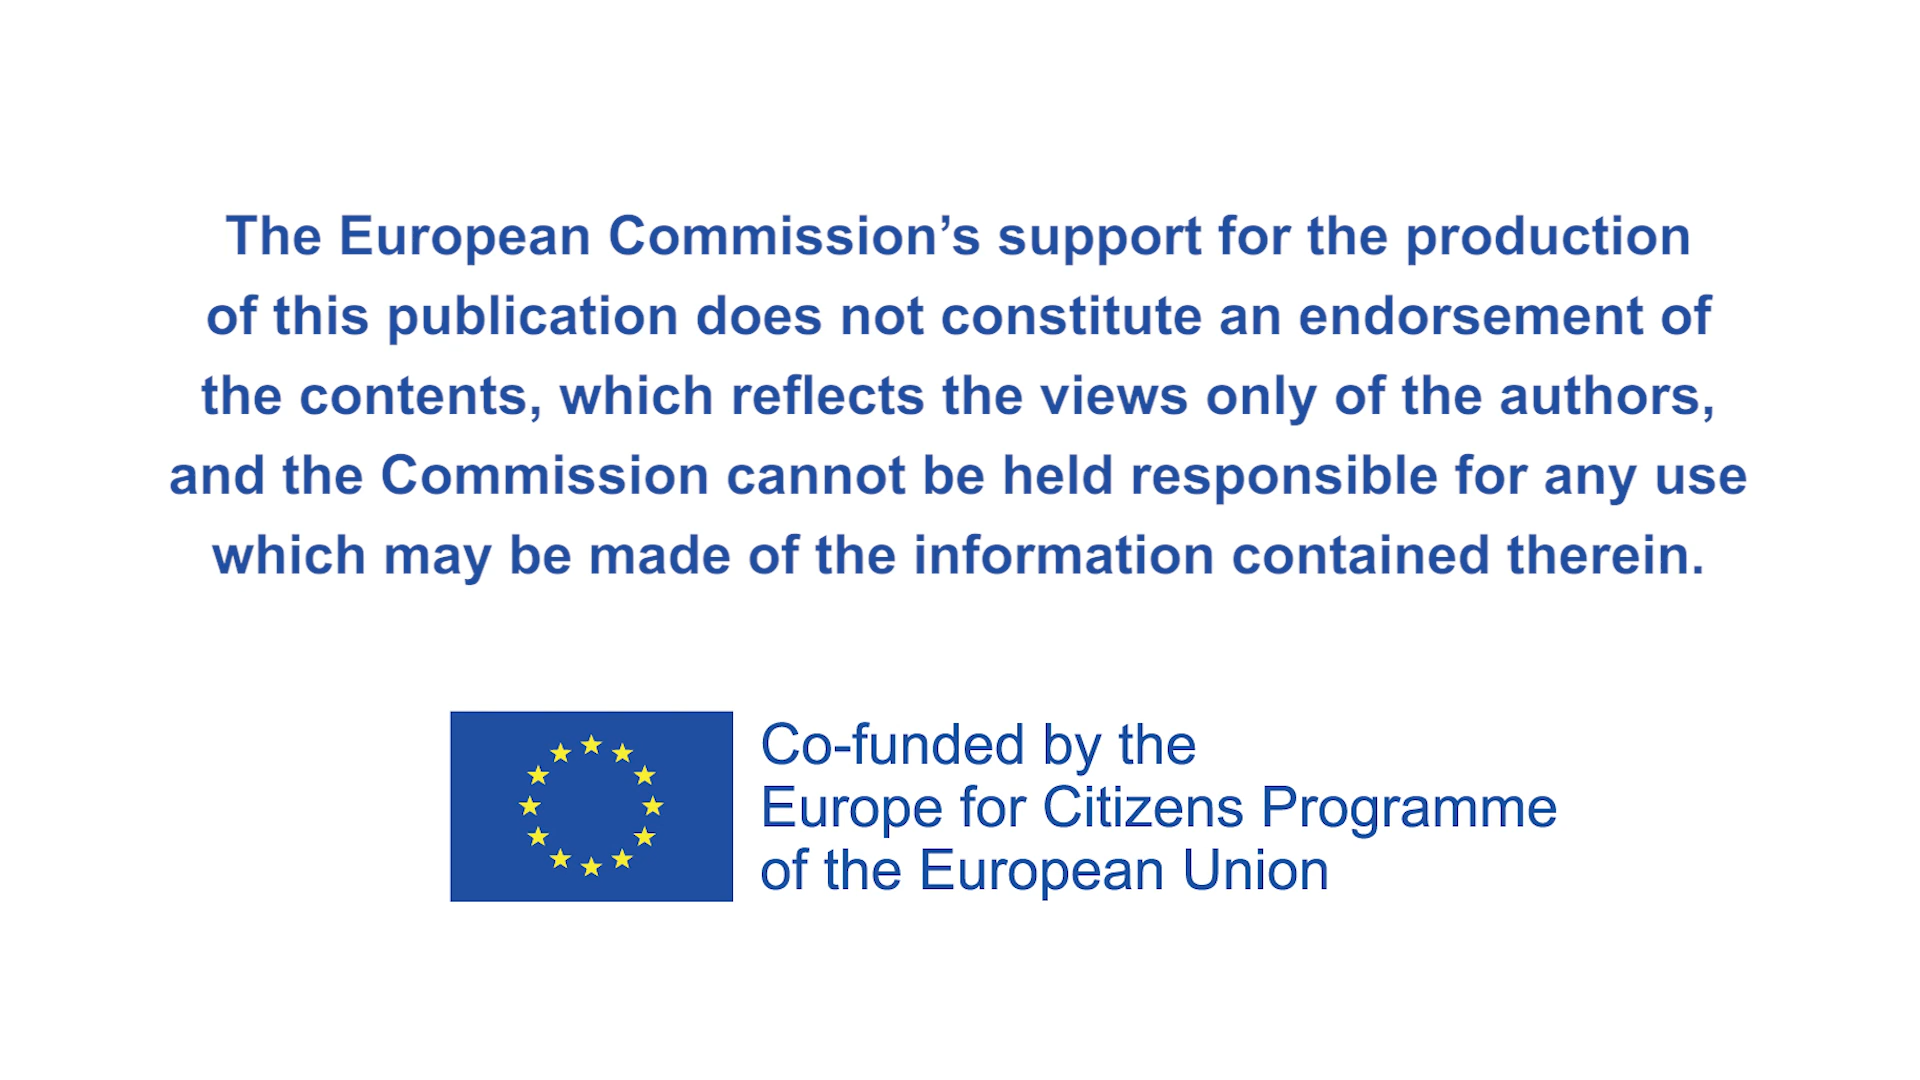 The European Commission’s support for the production
of this publication does not constitute an endorsement of
the contents, which reflects the views only of the authors,
and the Commission cannot be held responsible for any use
which may be made of the information contained therein.
Co-funded by the
Europe for Citizens Programme
of the European Union